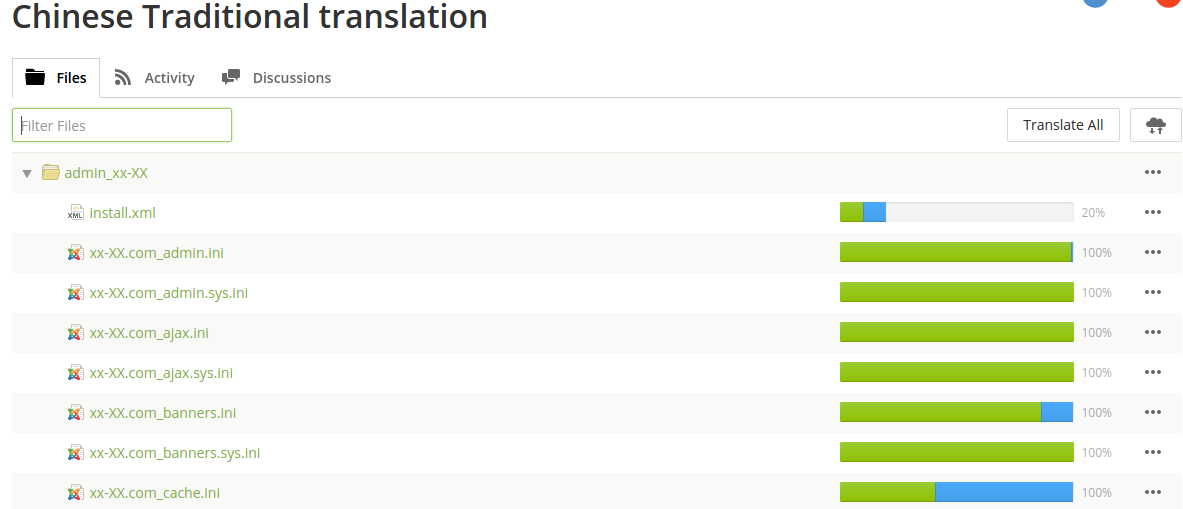 Chinese Traditional translation
Files Activity Discussions
Filter Files Translate All
admin_xx-XX
install.xml 20%
xx-XX.com_admin.ini 100%
xx-XX.com_admin.sys.ini 100%
xx-XX.com_ajax.ini 100%
xx-XX.com_ajax.sys.ini 100%
xx-XX.com_banners.ini 100%
xx-XX.com_banners.sys.ini 100%
xx-XX.com_cache.ini 100%